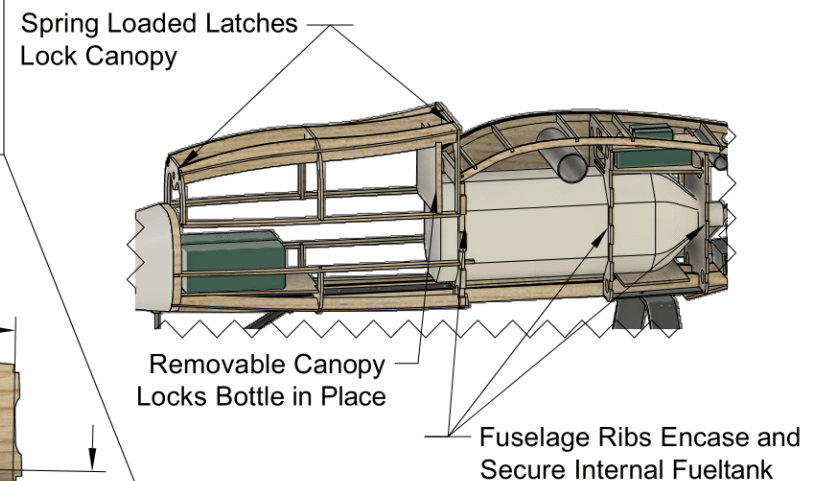 Spring Loaded Latches
Lock Canopy
Removable Canopy
Locks Bottle in Place
Fuselage Ribs Encase and
Secure Internal Fueltank